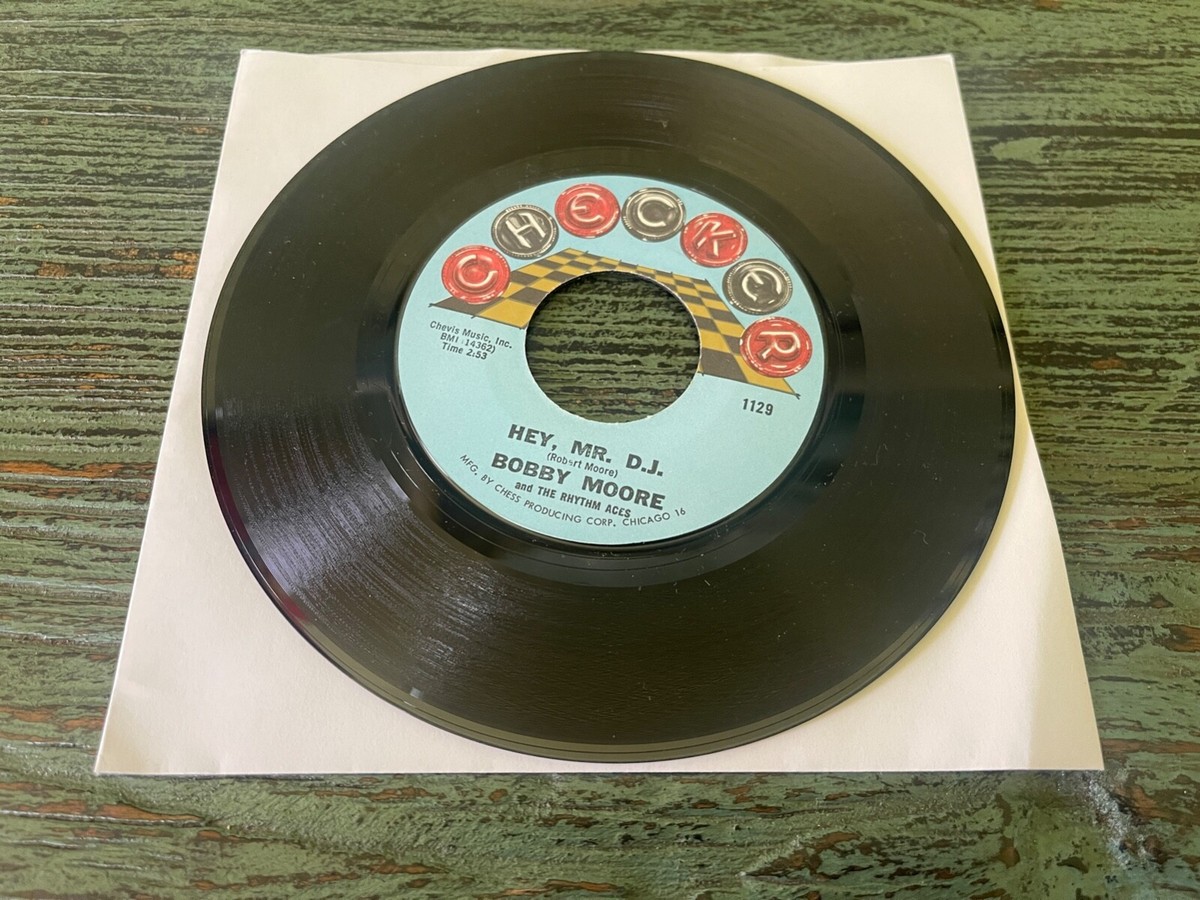 CHECKER
Chevis Music, Inc.
BMI (14362)
Time 2:53
1129
HEY, MR. D.J.
(Robert Moore)
BOBBY MOORE
and THE RHYTHM ACES
MFG. BY CHESS PRODUCING CORP. CHICAGO 16